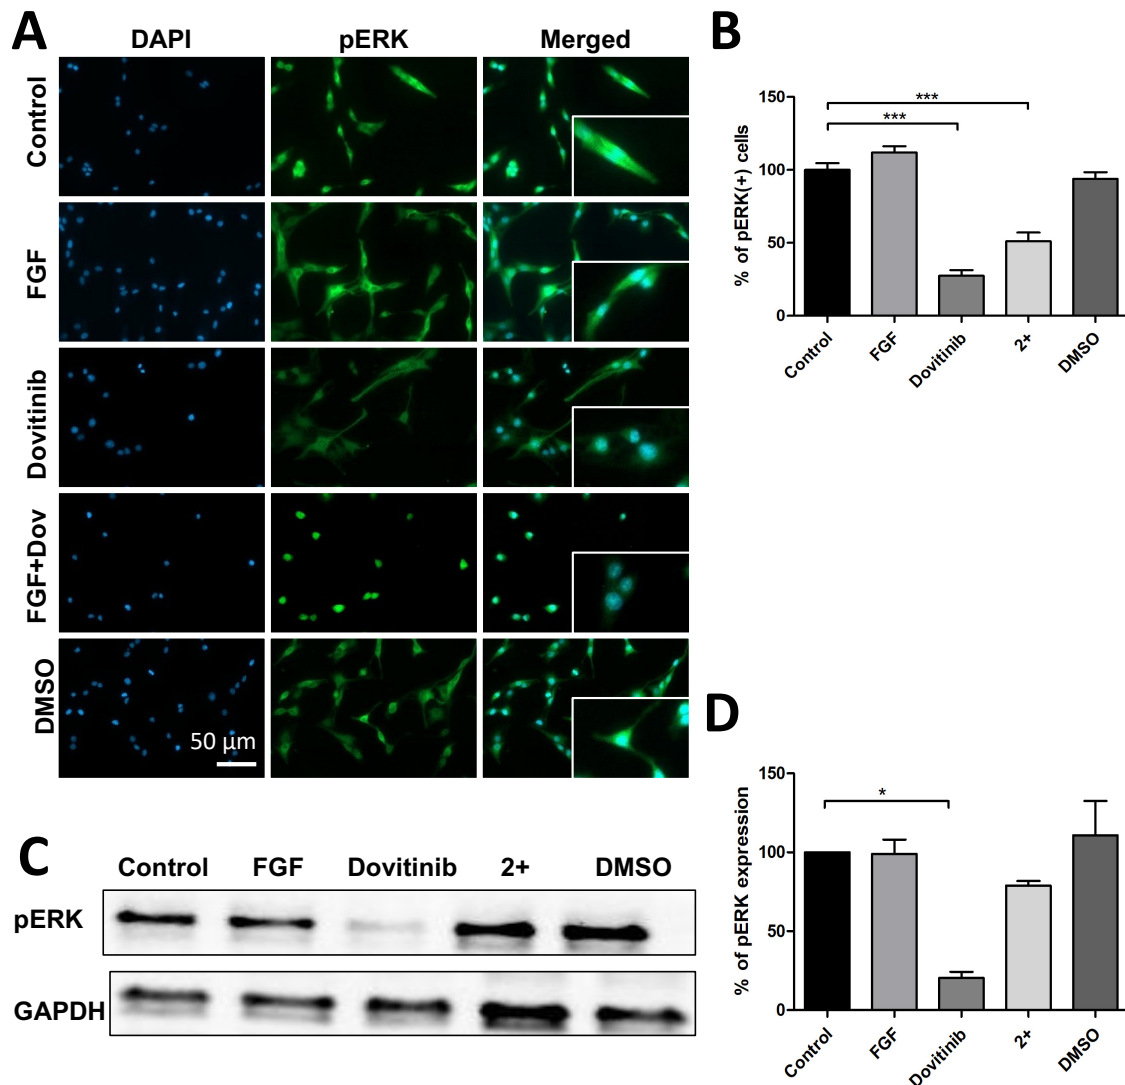 A
DAPI pERK Merged
Control
FGF
Dovitinib
FGF+Dov
DMSO
50 µm
B
% of pERK(+) cells
150
100
50
0
***
***
Control FGF Dovitinib 2+ DMSO
C
Control FGF Dovitinib 2+ DMSO
pERK
GAPDH
D
% of pERK expression
150
100
50
0
*
Control FGF Dovitinib 2+ DMSO